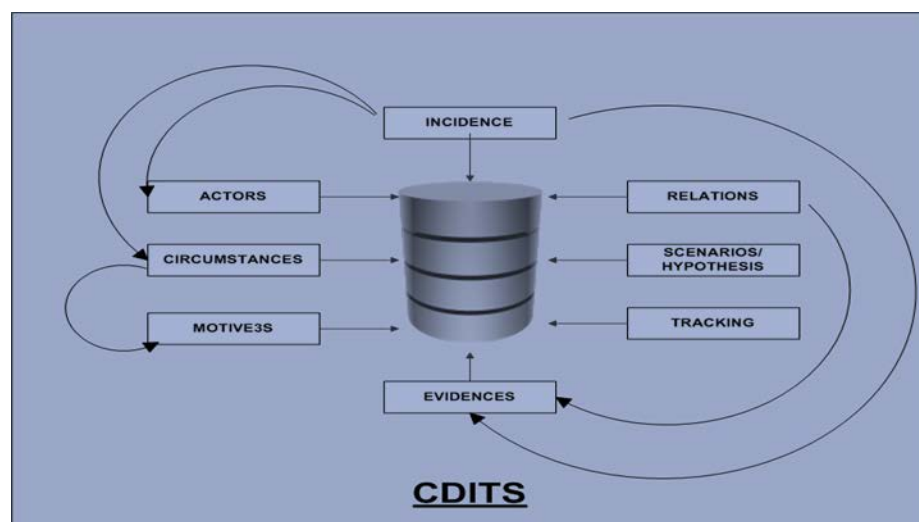 INCIDENCE
ACTORS
RELATIONS
CIRCUMSTANCES
SCENARIOS/
HYPOTHESIS
MOTIVE3S
TRACKING
EVIDENCES
CDITS